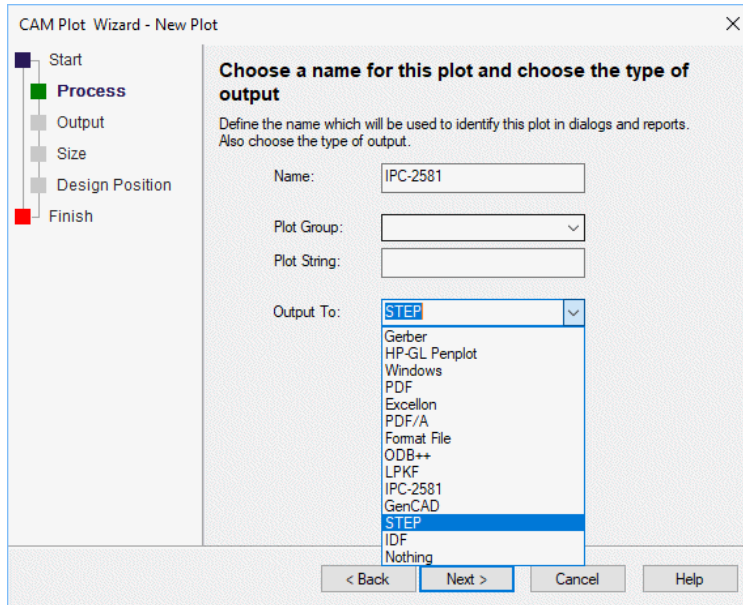 CAM Plot Wizard - New Plot
Start
Process
Output
Size
Design Position
Finish
Choose a name for this plot and choose the type of
output
Define the name which will be used to identify this plot in dialogs and reports.
Also choose the type of output.
Name: IPC-2581
Plot Group:
Plot String:
Output To: STEP
Gerber
HP-GL Penplot
Windows
PDF
Excellon
PDF/A
Format File
ODB++
LPKF
IPC-2581
GenCAD
STEP
IDF
Nothing
< Back Next > Cancel Help